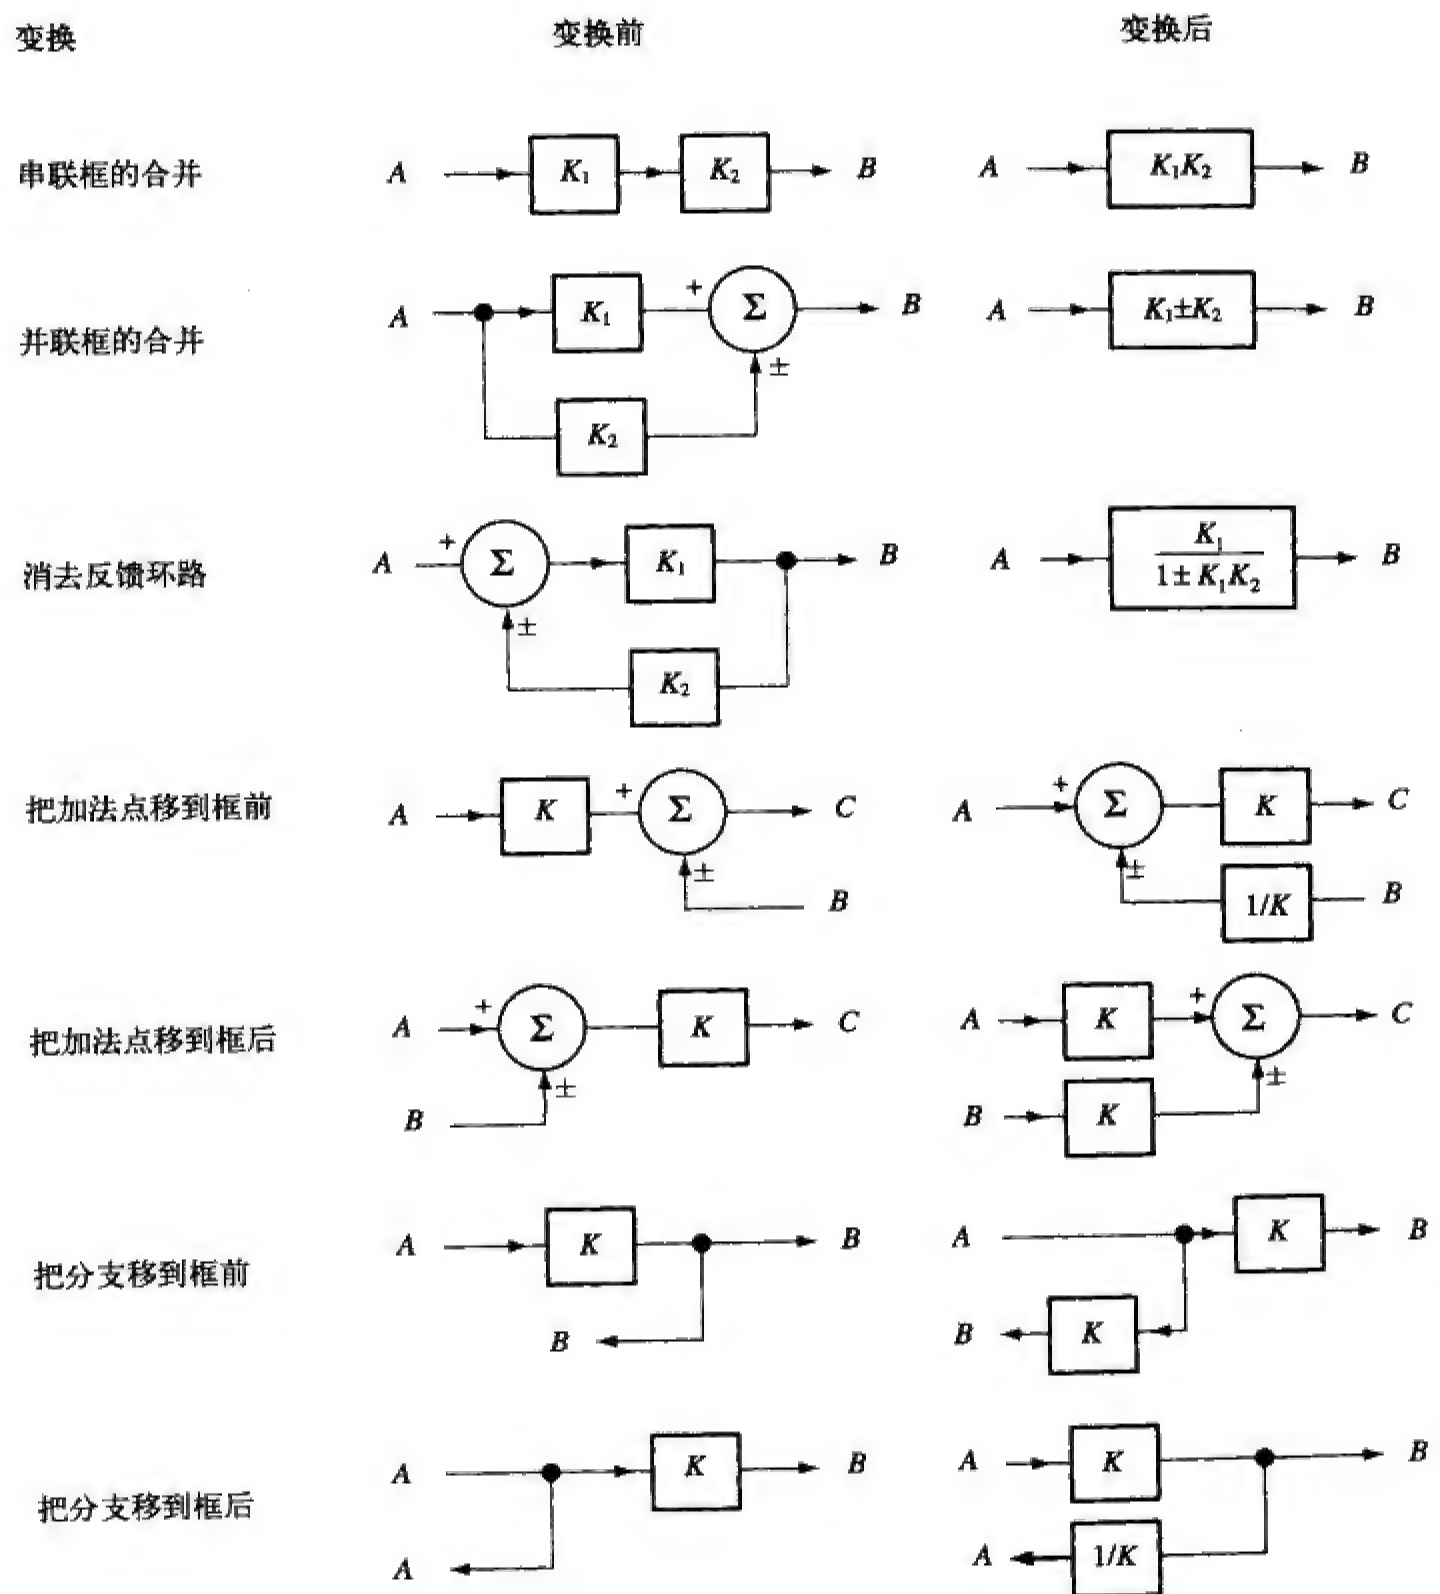 变换 变换前 变换后
串联框的合并 A K₁ K₂ B A K₁K₂ B
并联框的合并 A K₁ + Σ B A K₁±K₂ B
±
K₂
消去反馈环路 A + Σ K₁ B A K₁ B
1±K₁K₂
±
K₂
把加法点移到框前 A K + Σ C A + Σ K C
± B ± 1/K B
把加法点移到框后 A + Σ K C A K + Σ C
B ± B K ±
把分支移到框前 A K B A K B
B B K
把分支移到框后 A K B A K B
A A 1/K